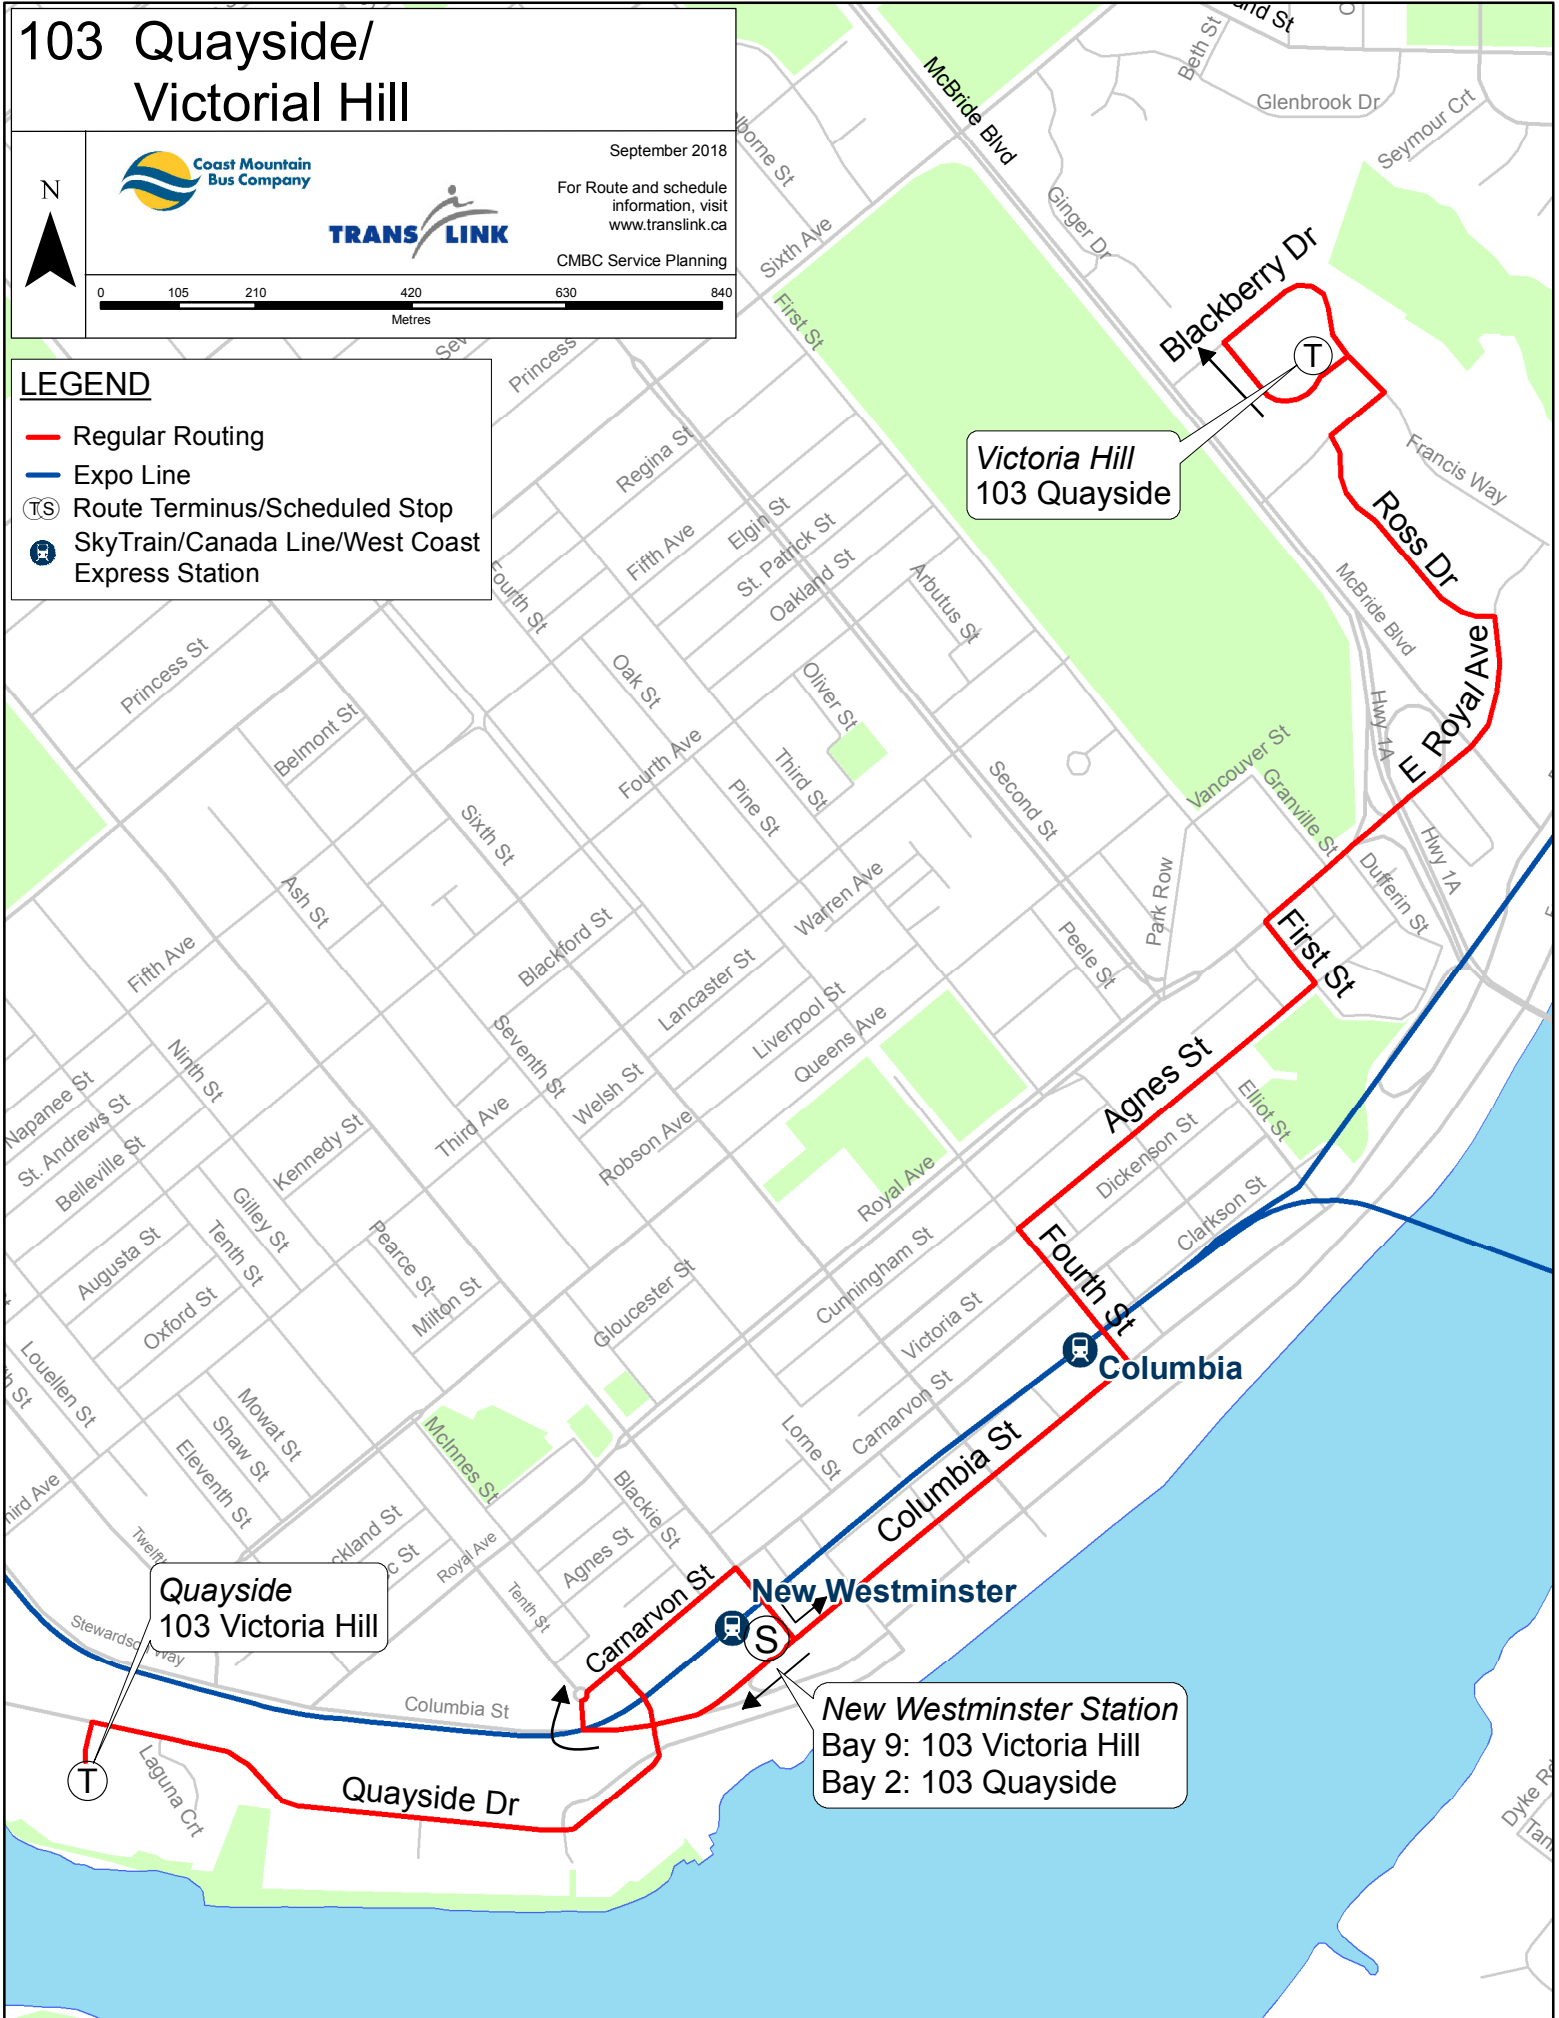 103 Quayside/
Victorial Hill
N
Coast Mountain
Bus Company
TRANS LINK
September 2018
For Route and schedule
information, visit
www.translink.ca
CMBC Service Planning
0 105 210 420 630 840
Metres
LEGEND
Regular Routing
Expo Line
TS Route Terminus/Scheduled Stop
SkyTrain/Canada Line/West Coast
Express Station
McBride Blvd
Beth St
Glenbrook Dr
Seymour Crt
Ginger Dr
Sixth Ave
First St
Princess
Blackberry Dr
T
Victoria Hill
103 Quayside
Francis Way
Ross Dr
McBride Blvd
E Royal Ave
Hwy 1A
Hwy 1A
Regina St
Fifth Ave
Elgin St
St. Patrick St
Oakland St
Arbutus St
Fourth St
Princess St
Oak St
Oliver St
Belmont St
Fourth Ave
Third St
Pine St
Second St
Vancouver St
Granville St
Dufferin St
Sixth St
Ash St
Warren Ave
Park Row
Peele St
First St
Fifth Ave
Blackford St
Lancaster St
Liverpool St
Queens Ave
Seventh St
Welsh St
Ninth St
Napanee St
St. Andrews St
Belleville St
Kennedy St
Third Ave
Robson Ave
Royal Ave
Agnes St
Elliot St
Dickenson St
Clarkson St
Gilley St
Tenth St
Augusta St
Oxford St
Pearce St
Milton St
Gloucester St
Cunningham St
Victoria St
Fourth St
Columbia
Carnarvon St
Lorne St
Columbia St
Louellen St
Mowat St
Shaw St
Eleventh St
McInnes St
Blackie St
Agnes St
Royal Ave
Tenth St
Carnarvon St
New Westminster
S
Quayside
103 Victoria Hill
Columbia St
New Westminster Station
Bay 9: 103 Victoria Hill
Bay 2: 103 Quayside
T
Laguna Crt
Quayside Dr